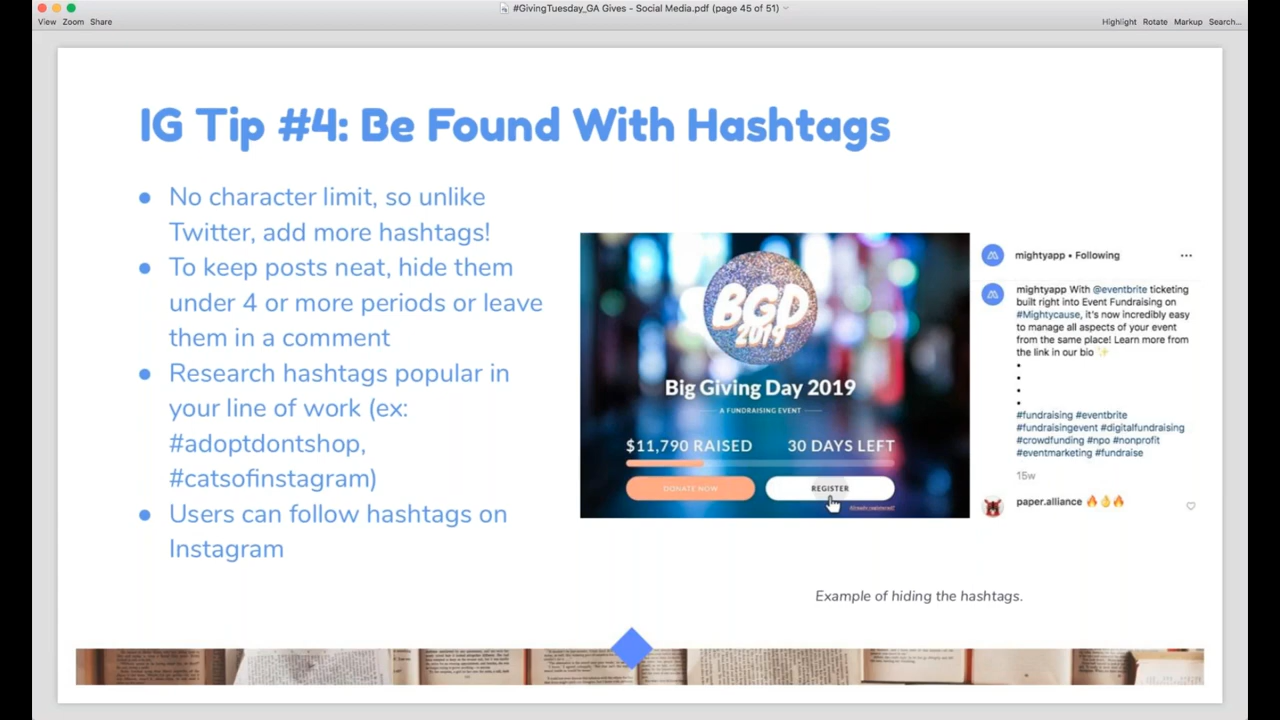 #GivingTuesday_GA Gives - Social Media.pdf (page 45 of 51)
View Zoom Share
Highlight Rotate Markup Search...
IG Tip #4: Be Found With Hashtags
● No character limit, so unlike
Twitter, add more hashtags!
● To keep posts neat, hide them
under 4 or more periods or leave
them in a comment
● Research hashtags popular in
your line of work (ex:
#adoptdontshop,
#catsofinstagram)
● Users can follow hashtags on
Instagram
BGD
2019
Big Giving Day 2019
A FUNDRAISING EVENT
$11,790 RAISED 30 DAYS LEFT
DONATE NOW REGISTER
Already registered?
mightyapp • Following
mightyapp With @eventbrite ticketing
built right into Event Fundraising on
#Mightycause, it's now incredibly easy
to manage all aspects of your event
from the same place! Learn more from
the link in our bio ✨
•
•
•
•
#fundraising #eventbrite
#fundraisingevent #digitalfundraising
#crowdfunding #npo #nonprofit
#eventmarketing #fundraise
15w
paper.alliance 🔥👌🔥
Example of hiding the hashtags.